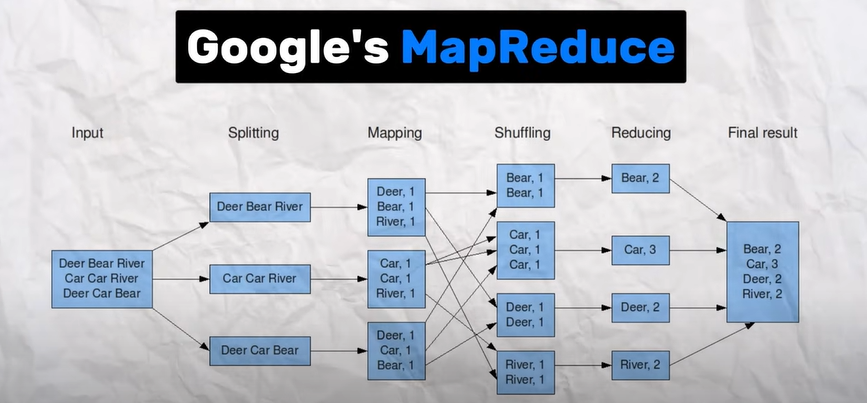 Google's MapReduce
Input
Splitting
Mapping
Shuffling
Reducing
Final result
Deer Bear River
Car Car River
Deer Car Bear
Deer Bear River
Car Car River
Deer Car Bear
Deer, 1
Bear, 1
River, 1
Car, 1
Car, 1
River, 1
Deer, 1
Car, 1
Bear, 1
Bear, 1
Bear, 1
Car, 1
Car, 1
Car, 1
Deer, 1
Deer, 1
River, 1
River, 1
Bear, 2
Car, 3
Deer, 2
River, 2
Bear, 2
Car, 3
Deer, 2
River, 2